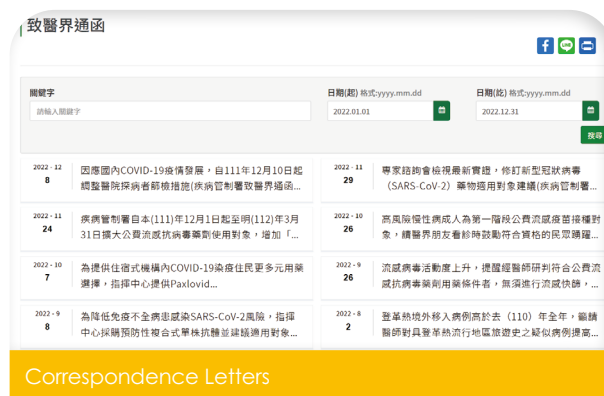 致醫界通函
關鍵字
日期(起) 格式:yyyy.mm.dd
日期(訖) 格式:yyyy.mm.dd
請輸入關鍵字
2022.01.01
2022.12.31
搜尋
2022 - 12
8
因應國內COVID-19疫情發展,自111年12月10日起
調整醫院探病者篩檢措施(疾病管制署致醫界通函...
2022 - 11
29
專家諮詢會檢視最新實證,修訂新型冠狀病毒
(SARS-CoV-2)藥物適用對象建議(疾病管制署...
2022 - 11
24
疾病管制署自本(111)年12月1日起至明(112)年3月
31日擴大公費流感抗病毒藥劑使用對象,增加「...
2022 - 10
26
高風險慢性病成人為第一階段公費流感疫苗接種對
象,請醫界朋友看診時鼓勵符合資格的民眾踴躍...
2022 - 10
7
為提供住宿式機構內COVID-19染疫住民更多元用藥
選擇,指揮中心提供Paxlovid...
2022 - 9
26
流感病毒活動度上升,提醒經醫師研判符合公費流
感抗病毒藥劑用藥條件者,無須進行流感快篩,...
2022 - 9
8
為降低免疫不全病患感染SARS-CoV-2風險,指揮
中心採購預防性複合式單株抗體並建議適用對象...
2022 - 8
2
登革熱境外移入病例高於去(110)年全年,籲請
醫師對具登革熱流行地區旅遊史之疑似病例提高...
Correspondence Letters